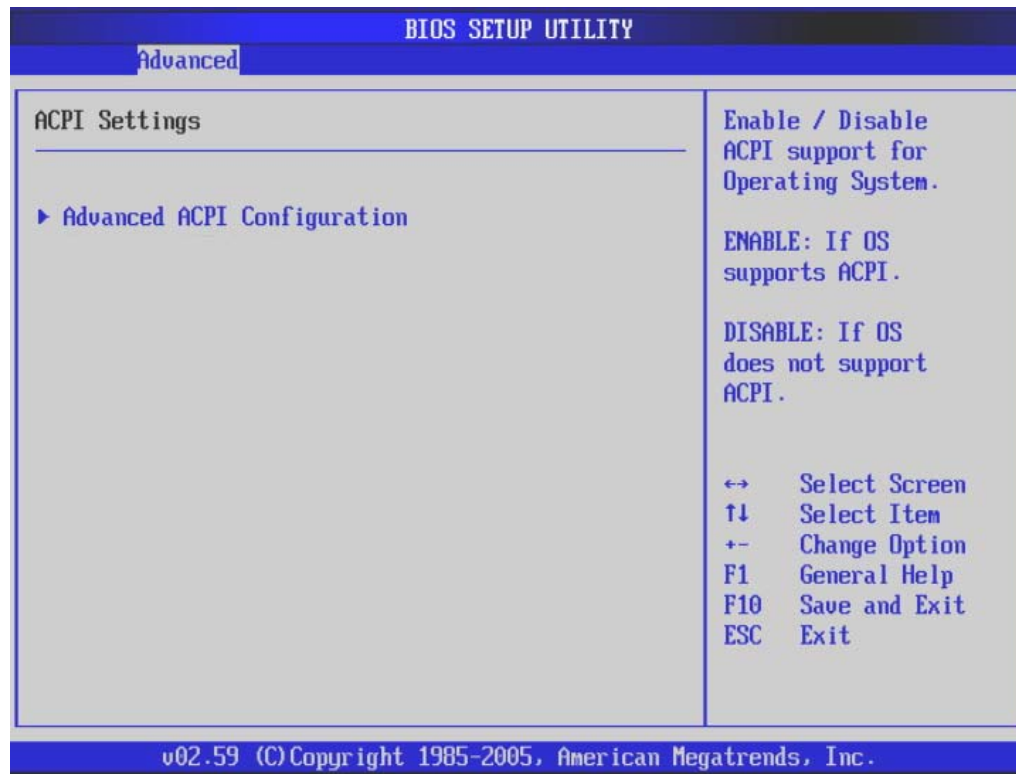 BIOS SETUP UTILITY
Advanced
ACPI Settings
▶ Advanced ACPI Configuration
Enable / Disable
ACPI support for
Operating System.
ENABLE: If OS
supports ACPI.
DISABLE: If OS
does not support
ACPI.
←→ Select Screen
↑↓ Select Item
+- Change Option
F1 General Help
F10 Save and Exit
ESC Exit
v02.59 (C)Copyright 1985-2005, American Megatrends, Inc.